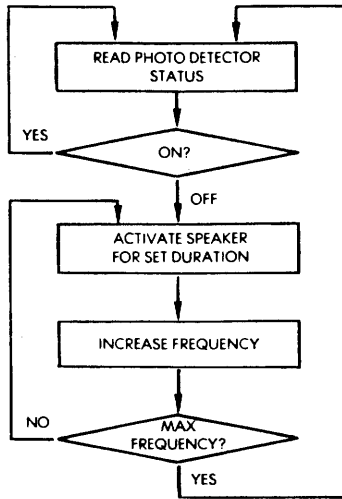 READ PHOTO DETECTOR
STATUS
YES
ON?
OFF
ACTIVATE SPEAKER
FOR SET DURATION
INCREASE FREQUENCY
NO
MAX
FREQUENCY?
YES